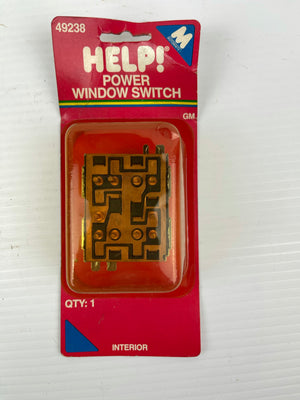 49238
M
HELP!
POWER
WINDOW SWITCH
GM
QTY: 1
INTERIOR